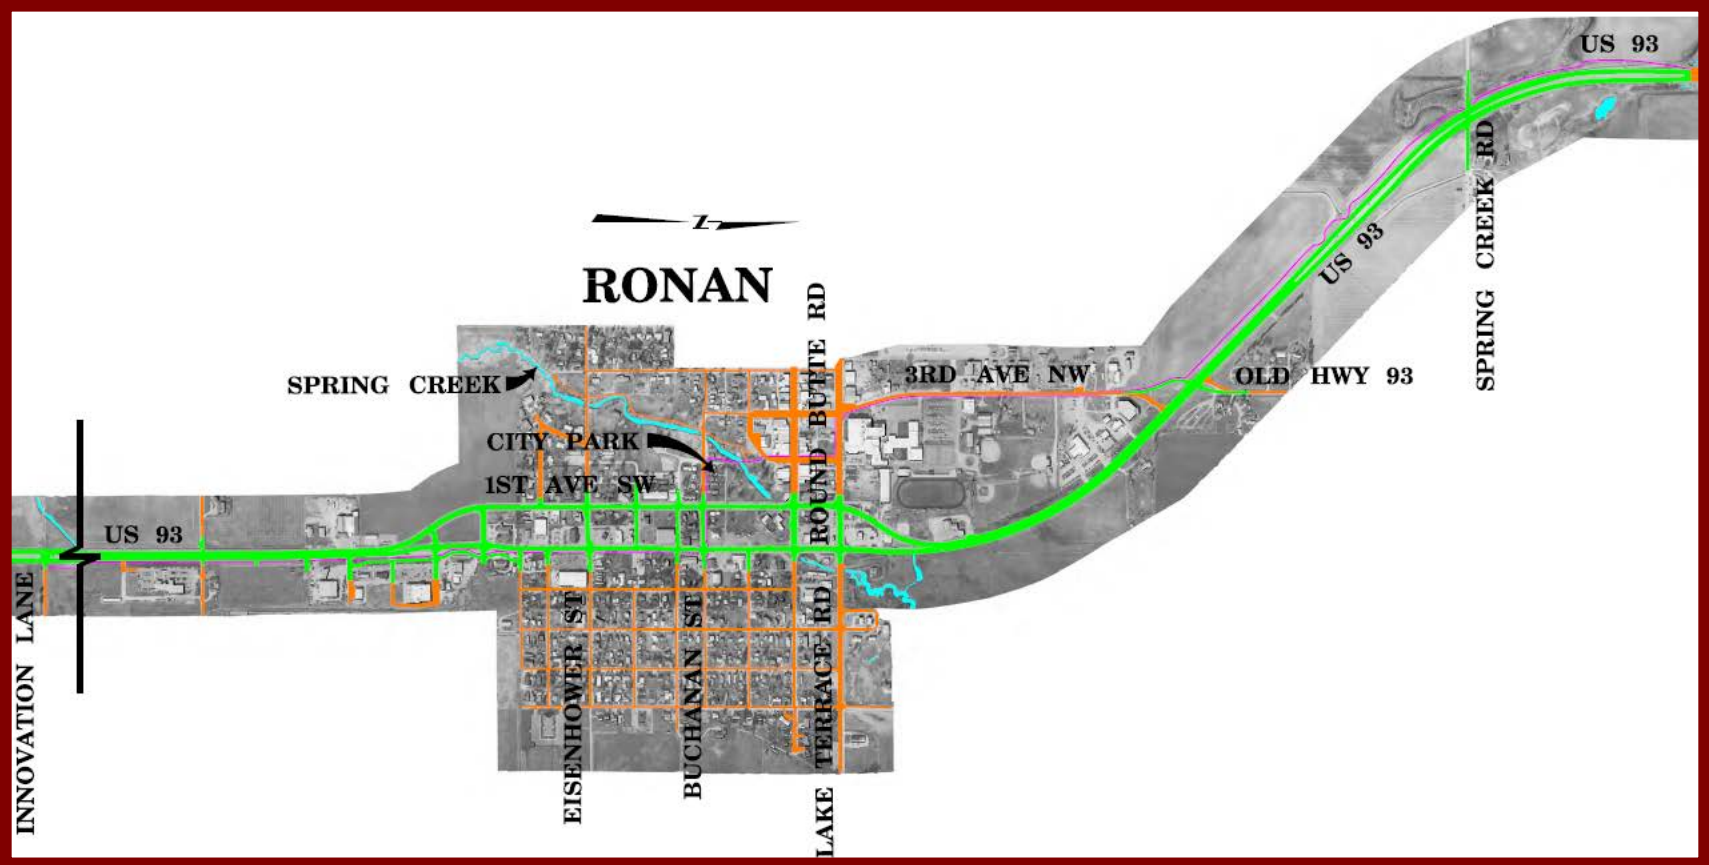 US 93
Z
RONAN
SPRING CREEK RD
US 93
ROUND BUTTE RD
SPRING CREEK
3RD AVE NW
OLD HWY 93
CITY PARK
1ST AVE SW
US 93
INNOVATION LANE
EISENHOWER ST
BUCHANAN ST
LAKE TERRACE RD